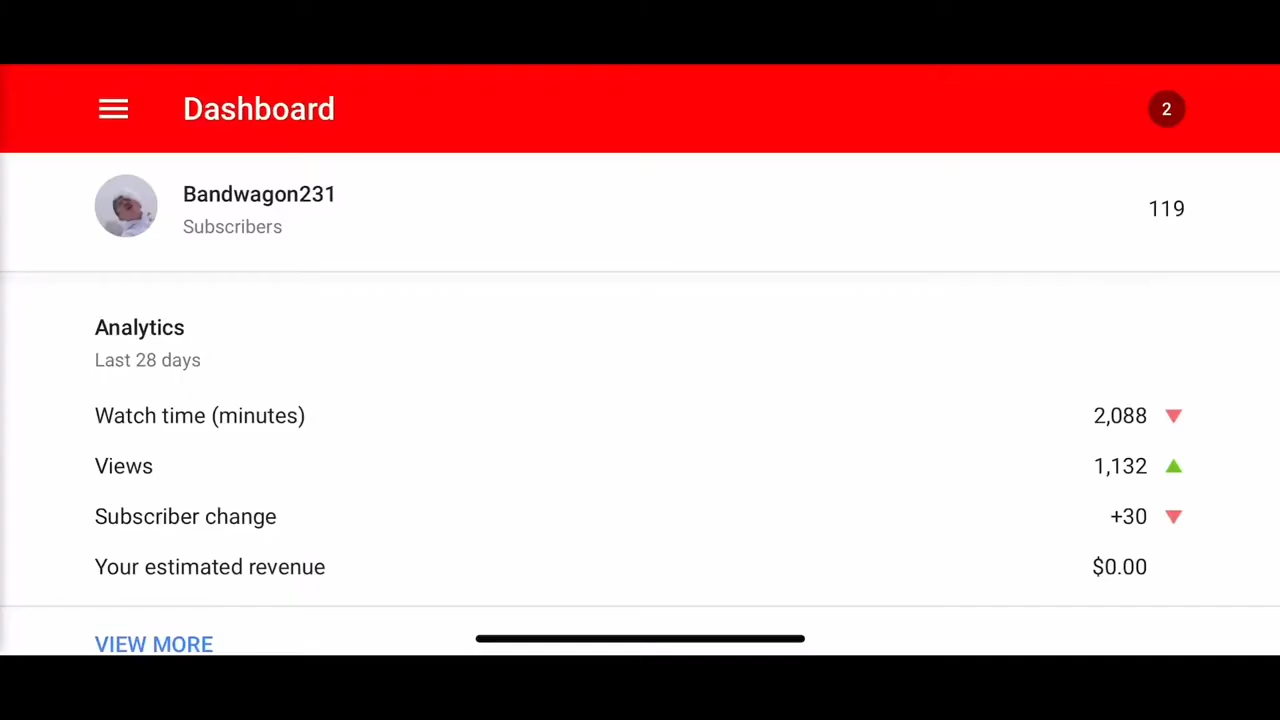 Dashboard
2
Bandwagon231
Subscribers
119
Analytics
Last 28 days
Watch time (minutes)
2,088
Views
1,132
Subscriber change
+30
Your estimated revenue
$0.00
VIEW MORE